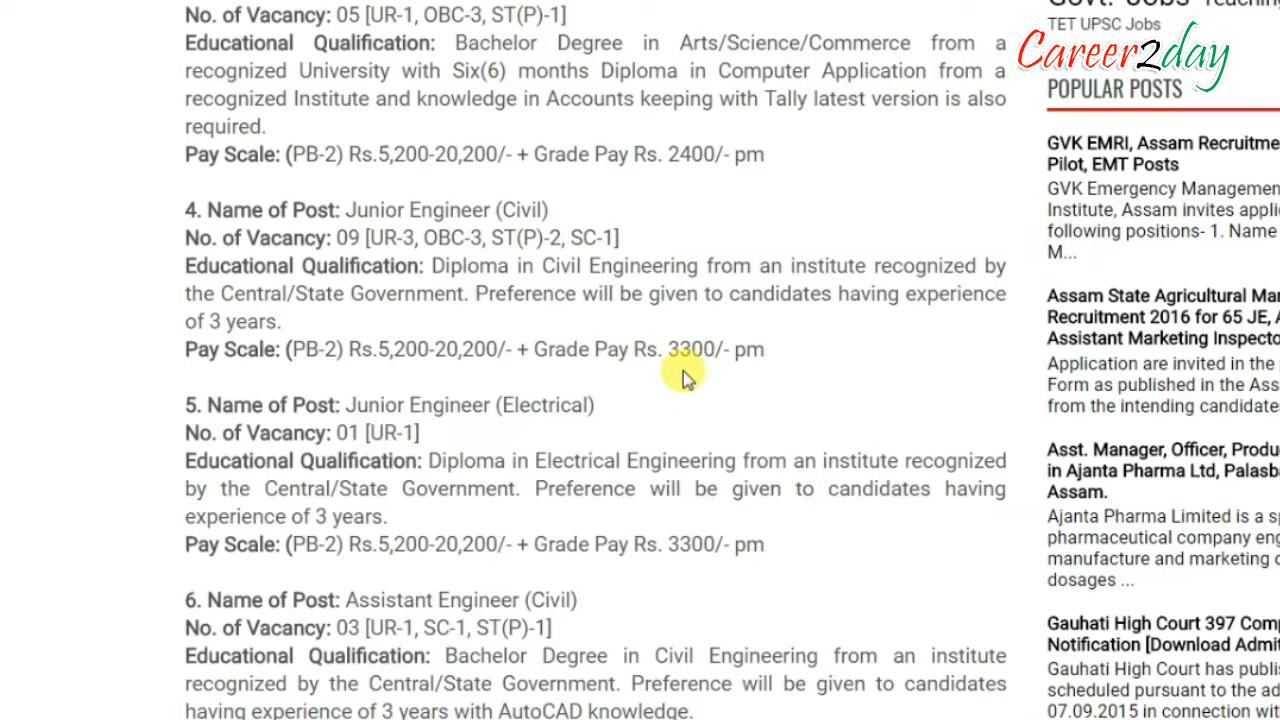 No. of Vacancy: 05 [UR-1, OBC-3, ST(P)-1]
Educational Qualification: Bachelor Degree in Arts/Science/Commerce from a
recognized University with Six(6) months Diploma in Computer Application from a
recognized Institute and knowledge in Accounts keeping with Tally latest version is also
required.
Pay Scale: (PB-2) Rs.5,200-20,200/- + Grade Pay Rs. 2400/- pm
4. Name of Post: Junior Engineer (Civil)
No. of Vacancy: 09 [UR-3, OBC-3, ST(P)-2, SC-1]
Educational Qualification: Diploma in Civil Engineering from an institute recognized by
the Central/State Government. Preference will be given to candidates having experience
of 3 years.
Pay Scale: (PB-2) Rs.5,200-20,200/- + Grade Pay Rs. 3300/- pm
5. Name of Post: Junior Engineer (Electrical)
No. of Vacancy: 01 [UR-1]
Educational Qualification: Diploma in Electrical Engineering from an institute recognized
by the Central/State Government. Preference will be given to candidates having
experience of 3 years.
Pay Scale: (PB-2) Rs.5,200-20,200/- + Grade Pay Rs. 3300/- pm
6. Name of Post: Assistant Engineer (Civil)
No. of Vacancy: 03 [UR-1, SC-1, ST(P)-1]
Educational Qualification: Bachelor Degree in Civil Engineering from an institute
recognized by the Central/State Government. Preference will be given to candidates
having experience of 3 years with AutoCAD knowledge.
Govt. Jobs Teaching
TET UPSC Jobs
Career2day
POPULAR POSTS
GVK EMRI, Assam Recruitme
Pilot, EMT Posts
GVK Emergency Managemen
Institute, Assam invites appli
following positions- 1. Name
M...
Assam State Agricultural Mar
Recruitment 2016 for 65 JE, A
Assistant Marketing Inspecto
Application are invited in the p
Form as published in the Ass
from the intending candidate
Asst. Manager, Officer, Produ
in Ajanta Pharma Ltd, Palasba
Assam.
Ajanta Pharma Limited is a sp
pharmaceutical company eng
manufacture and marketing o
dosages ...
Gauhati High Court 397 Comp
Notification [Download Admit
Gauhati High Court has publis
scheduled pursuant to the ad
07.09.2015 in connection wit